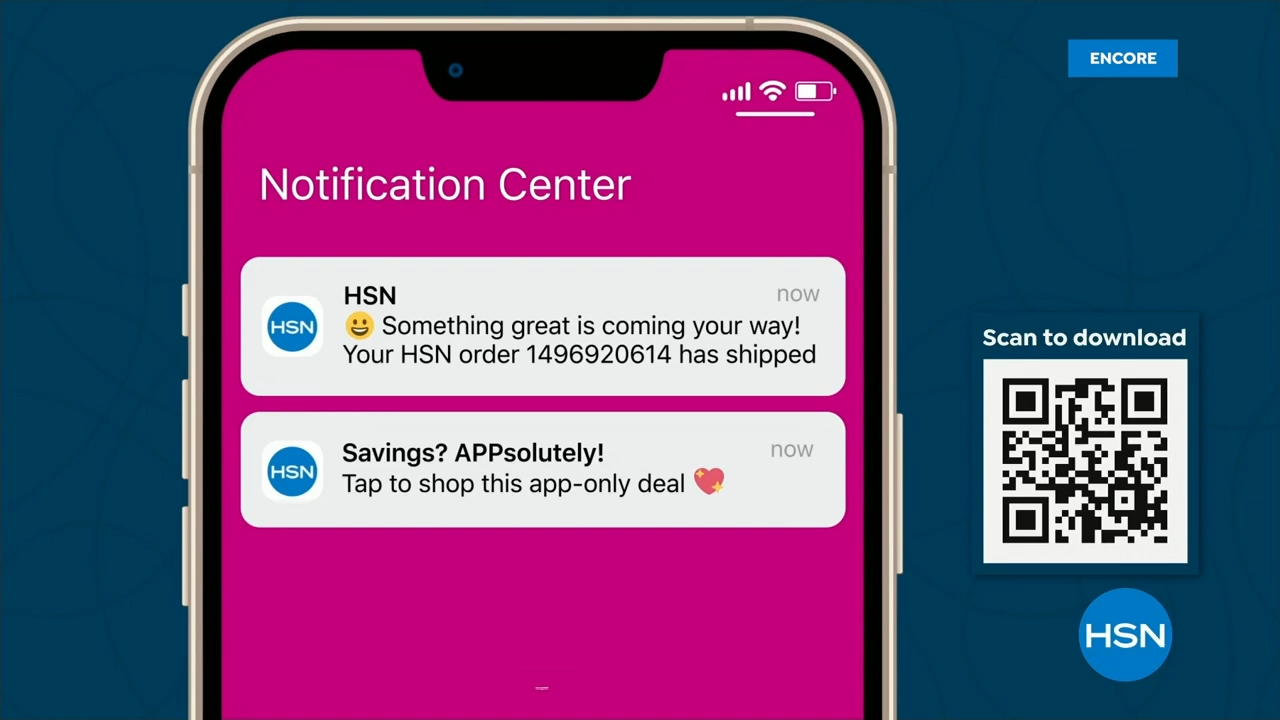 ENCORE
Notification Center
HSN
HSN now
😀 Something great is coming your way!
Your HSN order 1496920614 has shipped
HSN
Savings? APPsolutely! now
Tap to shop this app-only deal 💖
Scan to download
HSN